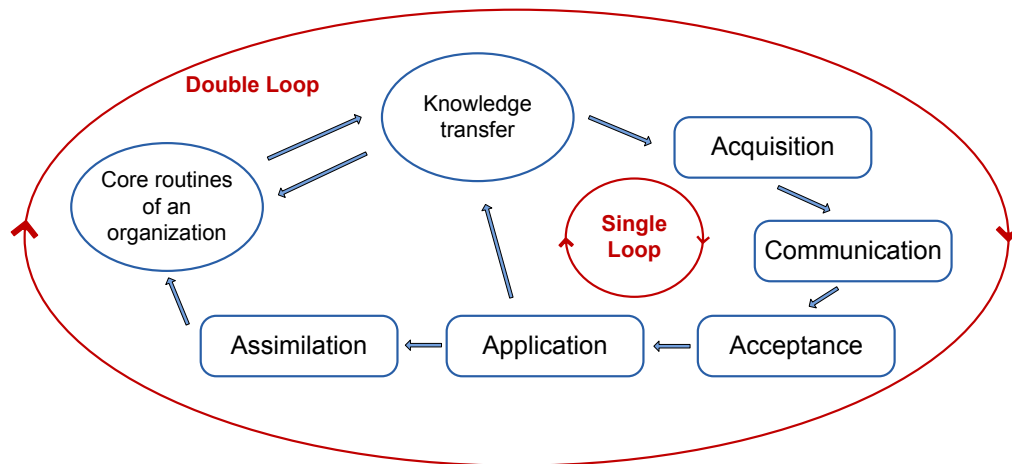 Double Loop
Knowledge
transfer
Acquisition
Core routines
of an
organization
Single
Loop
Communication
Assimilation
Application
Acceptance